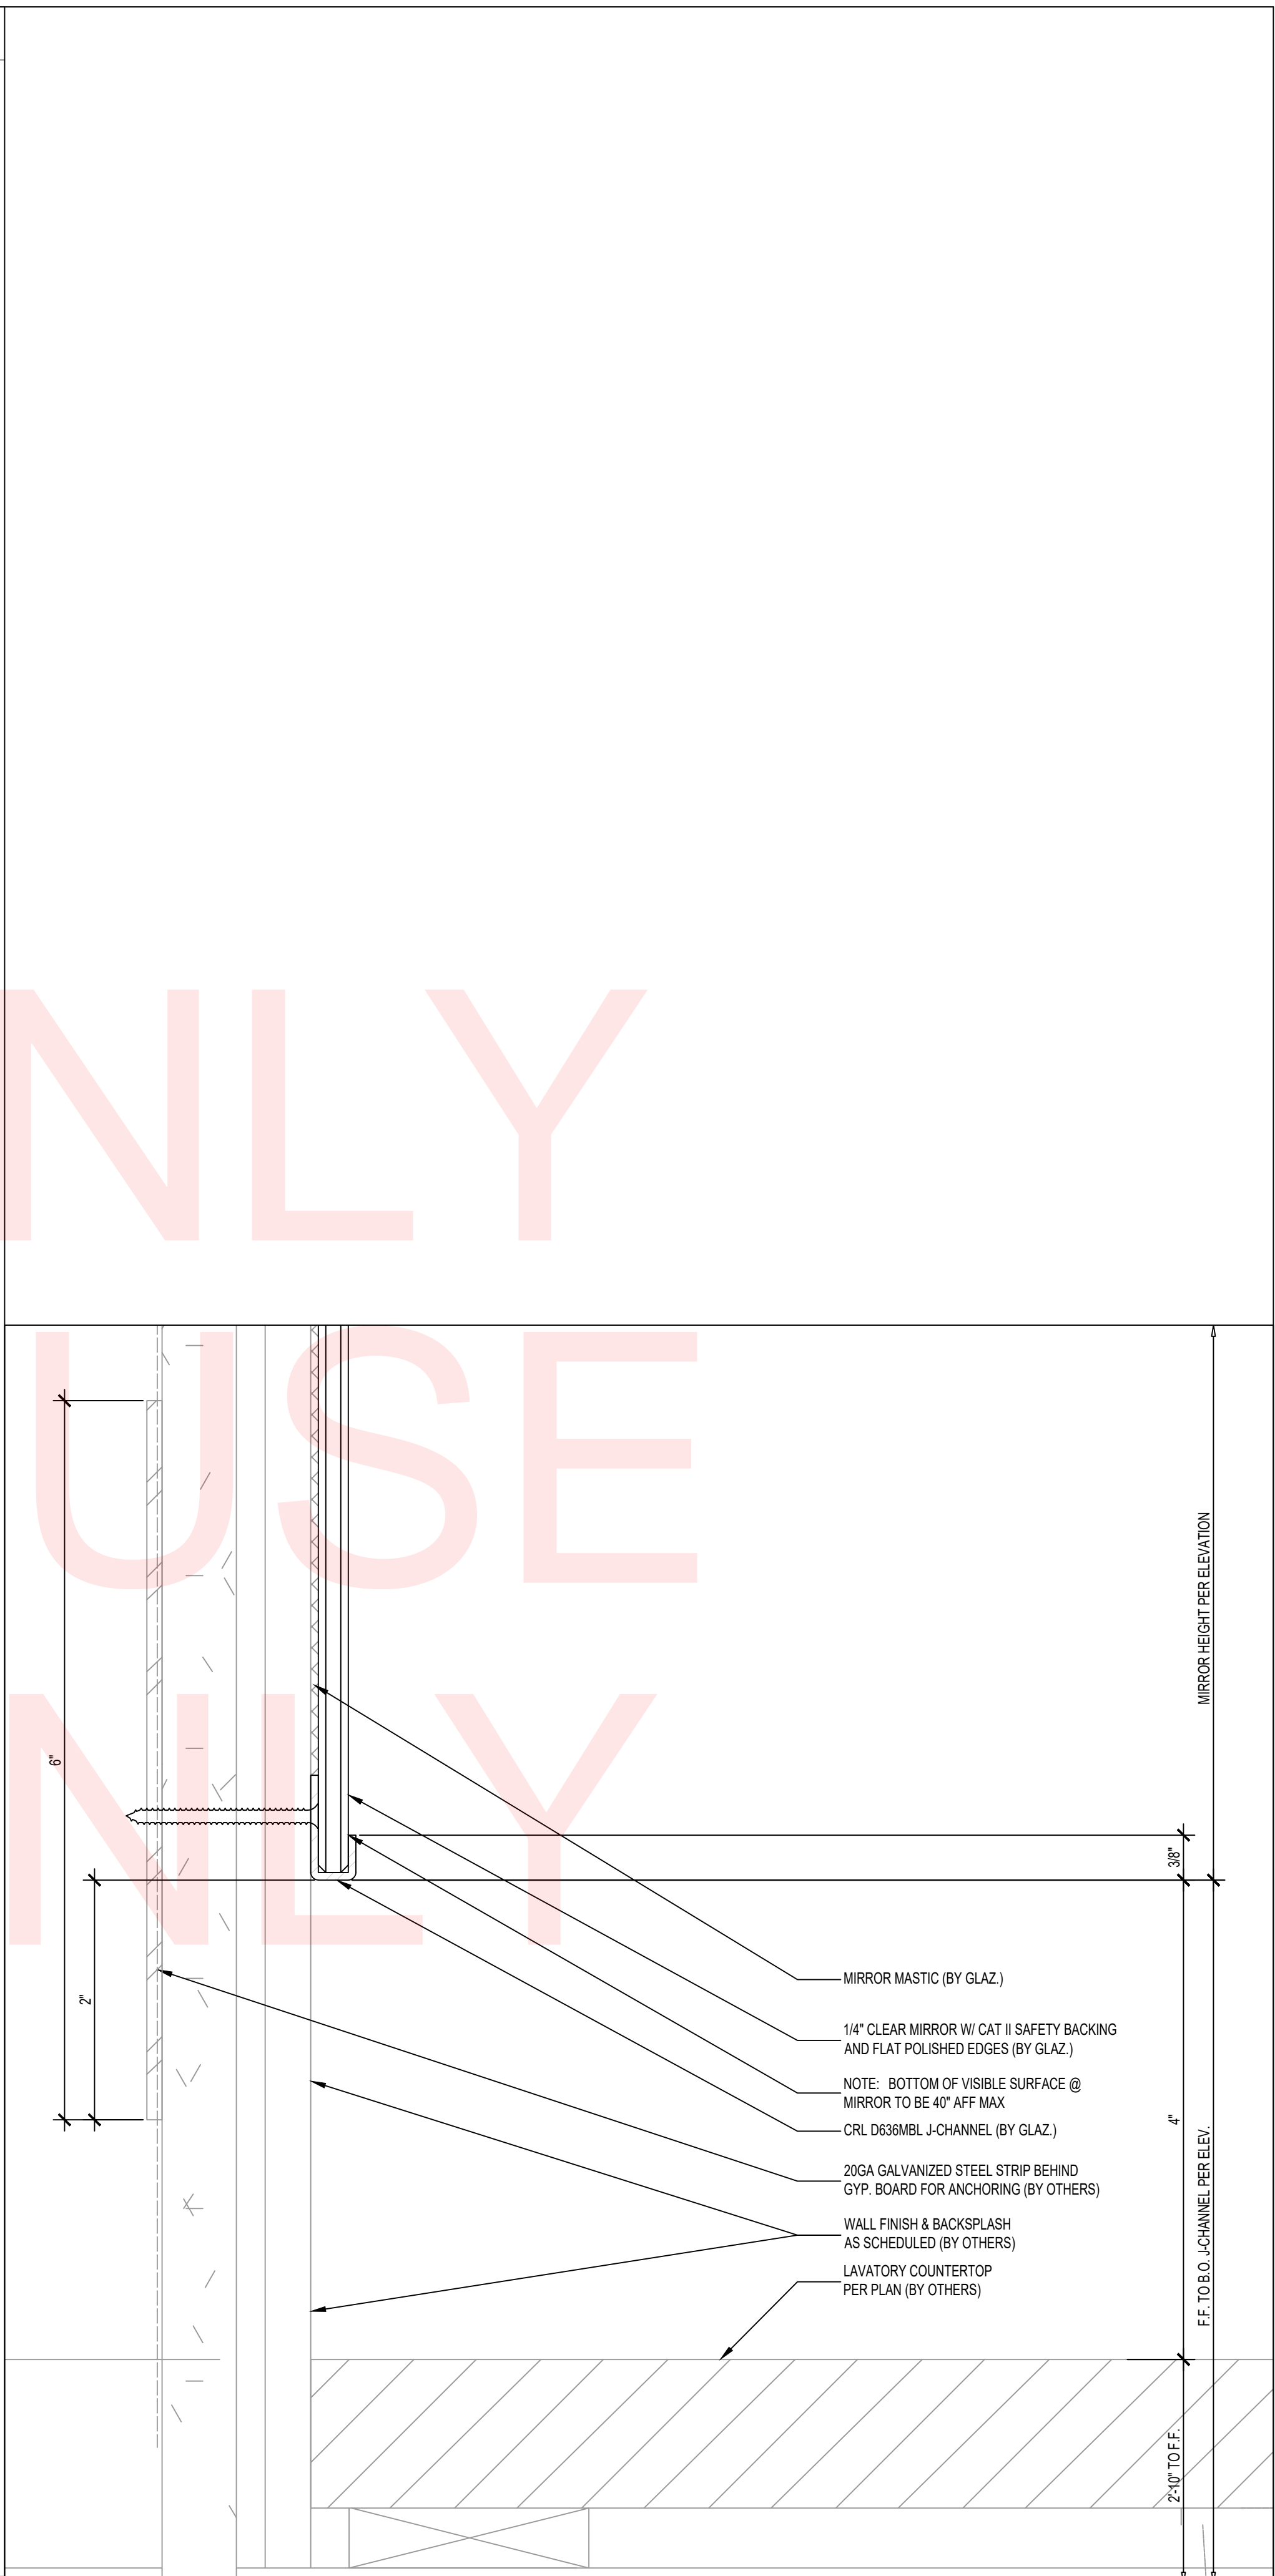 NLY
USE
NLY
MIRROR HEIGHT PER ELEVATION
6"
3/8"
2"
MIRROR MASTIC (BY GLAZ.)
1/4" CLEAR MIRROR W/ CAT II SAFETY BACKING
AND FLAT POLISHED EDGES (BY GLAZ.)
NOTE: BOTTOM OF VISIBLE SURFACE @
MIRROR TO BE 40" AFF MAX
CRL D636MBL J-CHANNEL (BY GLAZ.)
20GA GALVANIZED STEEL STRIP BEHIND
GYP. BOARD FOR ANCHORING (BY OTHERS)
WALL FINISH & BACKSPLASH
AS SCHEDULED (BY OTHERS)
LAVATORY COUNTERTOP
PER PLAN (BY OTHERS)
4"
F.F. TO B.O. J-CHANNEL PER ELEV.
2'-10" TO F.F.